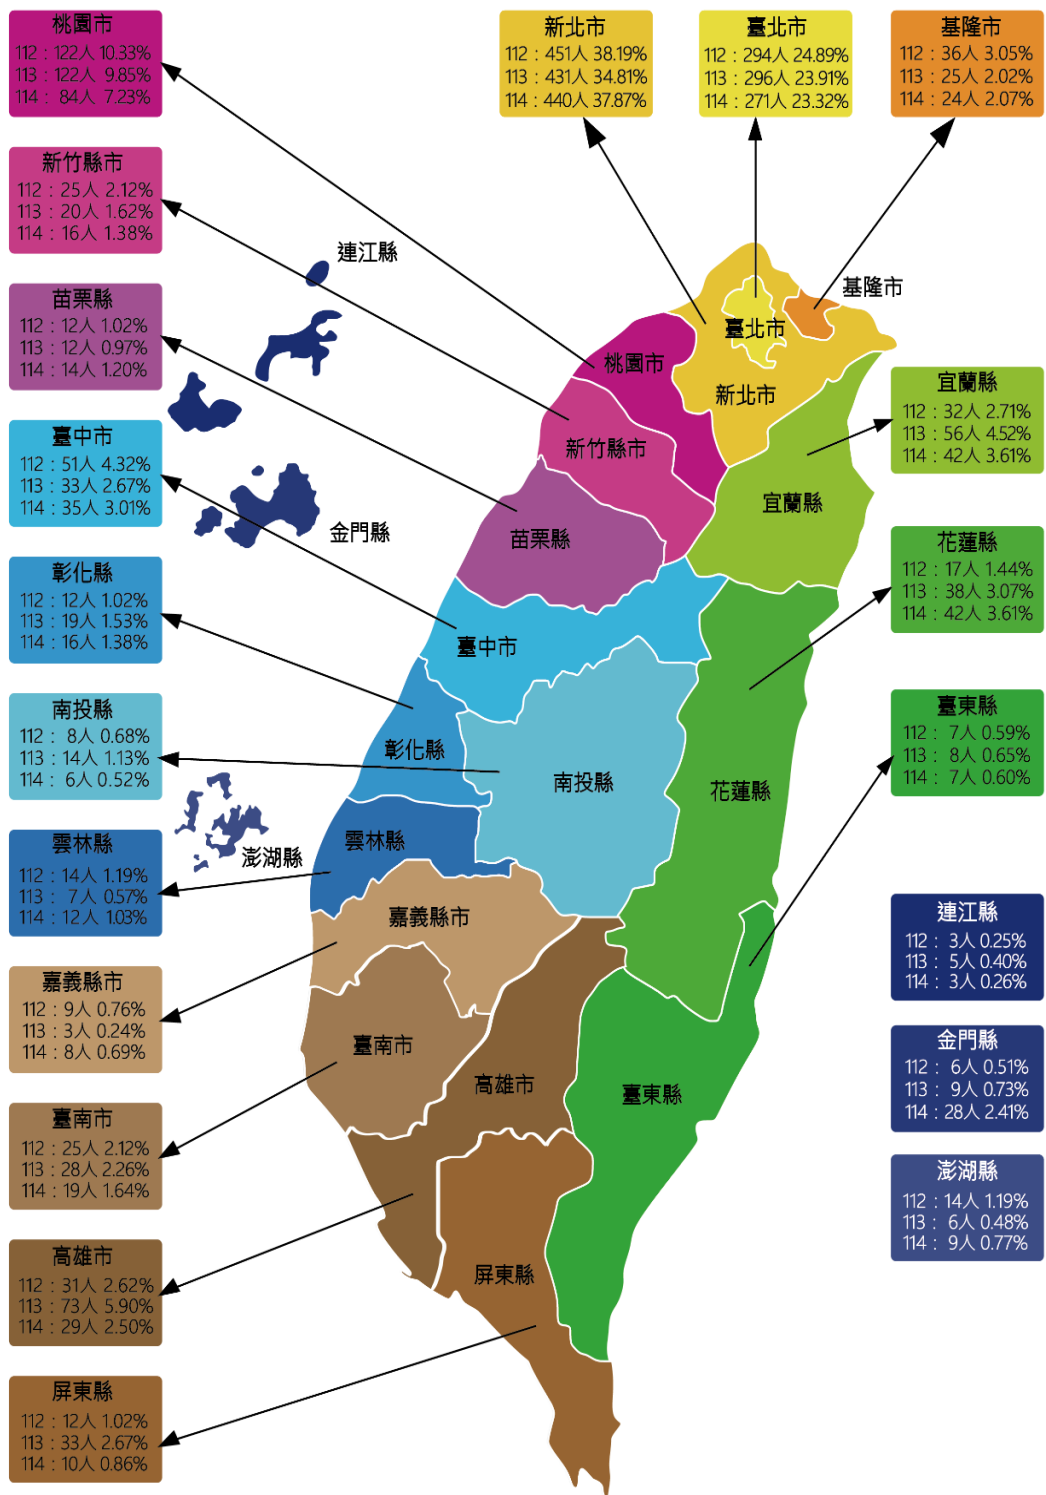 桃園市
112：122人 10.33%
113：122人 9.85%
114：84人 7.23%
新北市
112：451人 38.19%
113：431人 34.81%
114：440人 37.87%
臺北市
112：294人 24.89%
113：296人 23.91%
114：271人 23.32%
基隆市
112：36人 3.05%
113：25人 2.02%
114：24人 2.07%
新竹縣市
112：25人 2.12%
113：20人 1.62%
114：16人 1.38%
苗栗縣
112：12人 1.02%
113：12人 0.97%
114：14人 1.20%
臺中市
112：51人 4.32%
113：33人 2.67%
114：35人 3.01%
彰化縣
112：12人 1.02%
113：19人 1.53%
114：16人 1.38%
南投縣
112： 8人 0.68%
113：14人 1.13%
114： 6人 0.52%
雲林縣
112：14人 1.19%
113： 7人 0.57%
114：12人 1.03%
嘉義縣市
112：9人 0.76%
113：3人 0.24%
114：8人 0.69%
臺南市
112：25人 2.12%
113：28人 2.26%
114：19人 1.64%
高雄市
112：31人 2.62%
113：73人 5.90%
114：29人 2.50%
屏東縣
112：12人 1.02%
113：33人 2.67%
114：10人 0.86%
連江縣
金門縣
澎湖縣
基隆市
臺北市
桃園市
新北市
新竹縣市
宜蘭縣
苗栗縣
臺中市
彰化縣
南投縣
花蓮縣
雲林縣
嘉義縣市
臺南市
高雄市
臺東縣
屏東縣
宜蘭縣
112：32人 2.71%
113：56人 4.52%
114：42人 3.61%
花蓮縣
112：17人 1.44%
113：38人 3.07%
114：42人 3.61%
臺東縣
112： 7人 0.59%
113： 8人 0.65%
114： 7人 0.60%
連江縣
112： 3人 0.25%
113： 5人 0.40%
114： 3人 0.26%
金門縣
112： 6人 0.51%
113： 9人 0.73%
114：28人 2.41%
澎湖縣
112：14人 1.19%
113： 6人 0.48%
114： 9人 0.77%